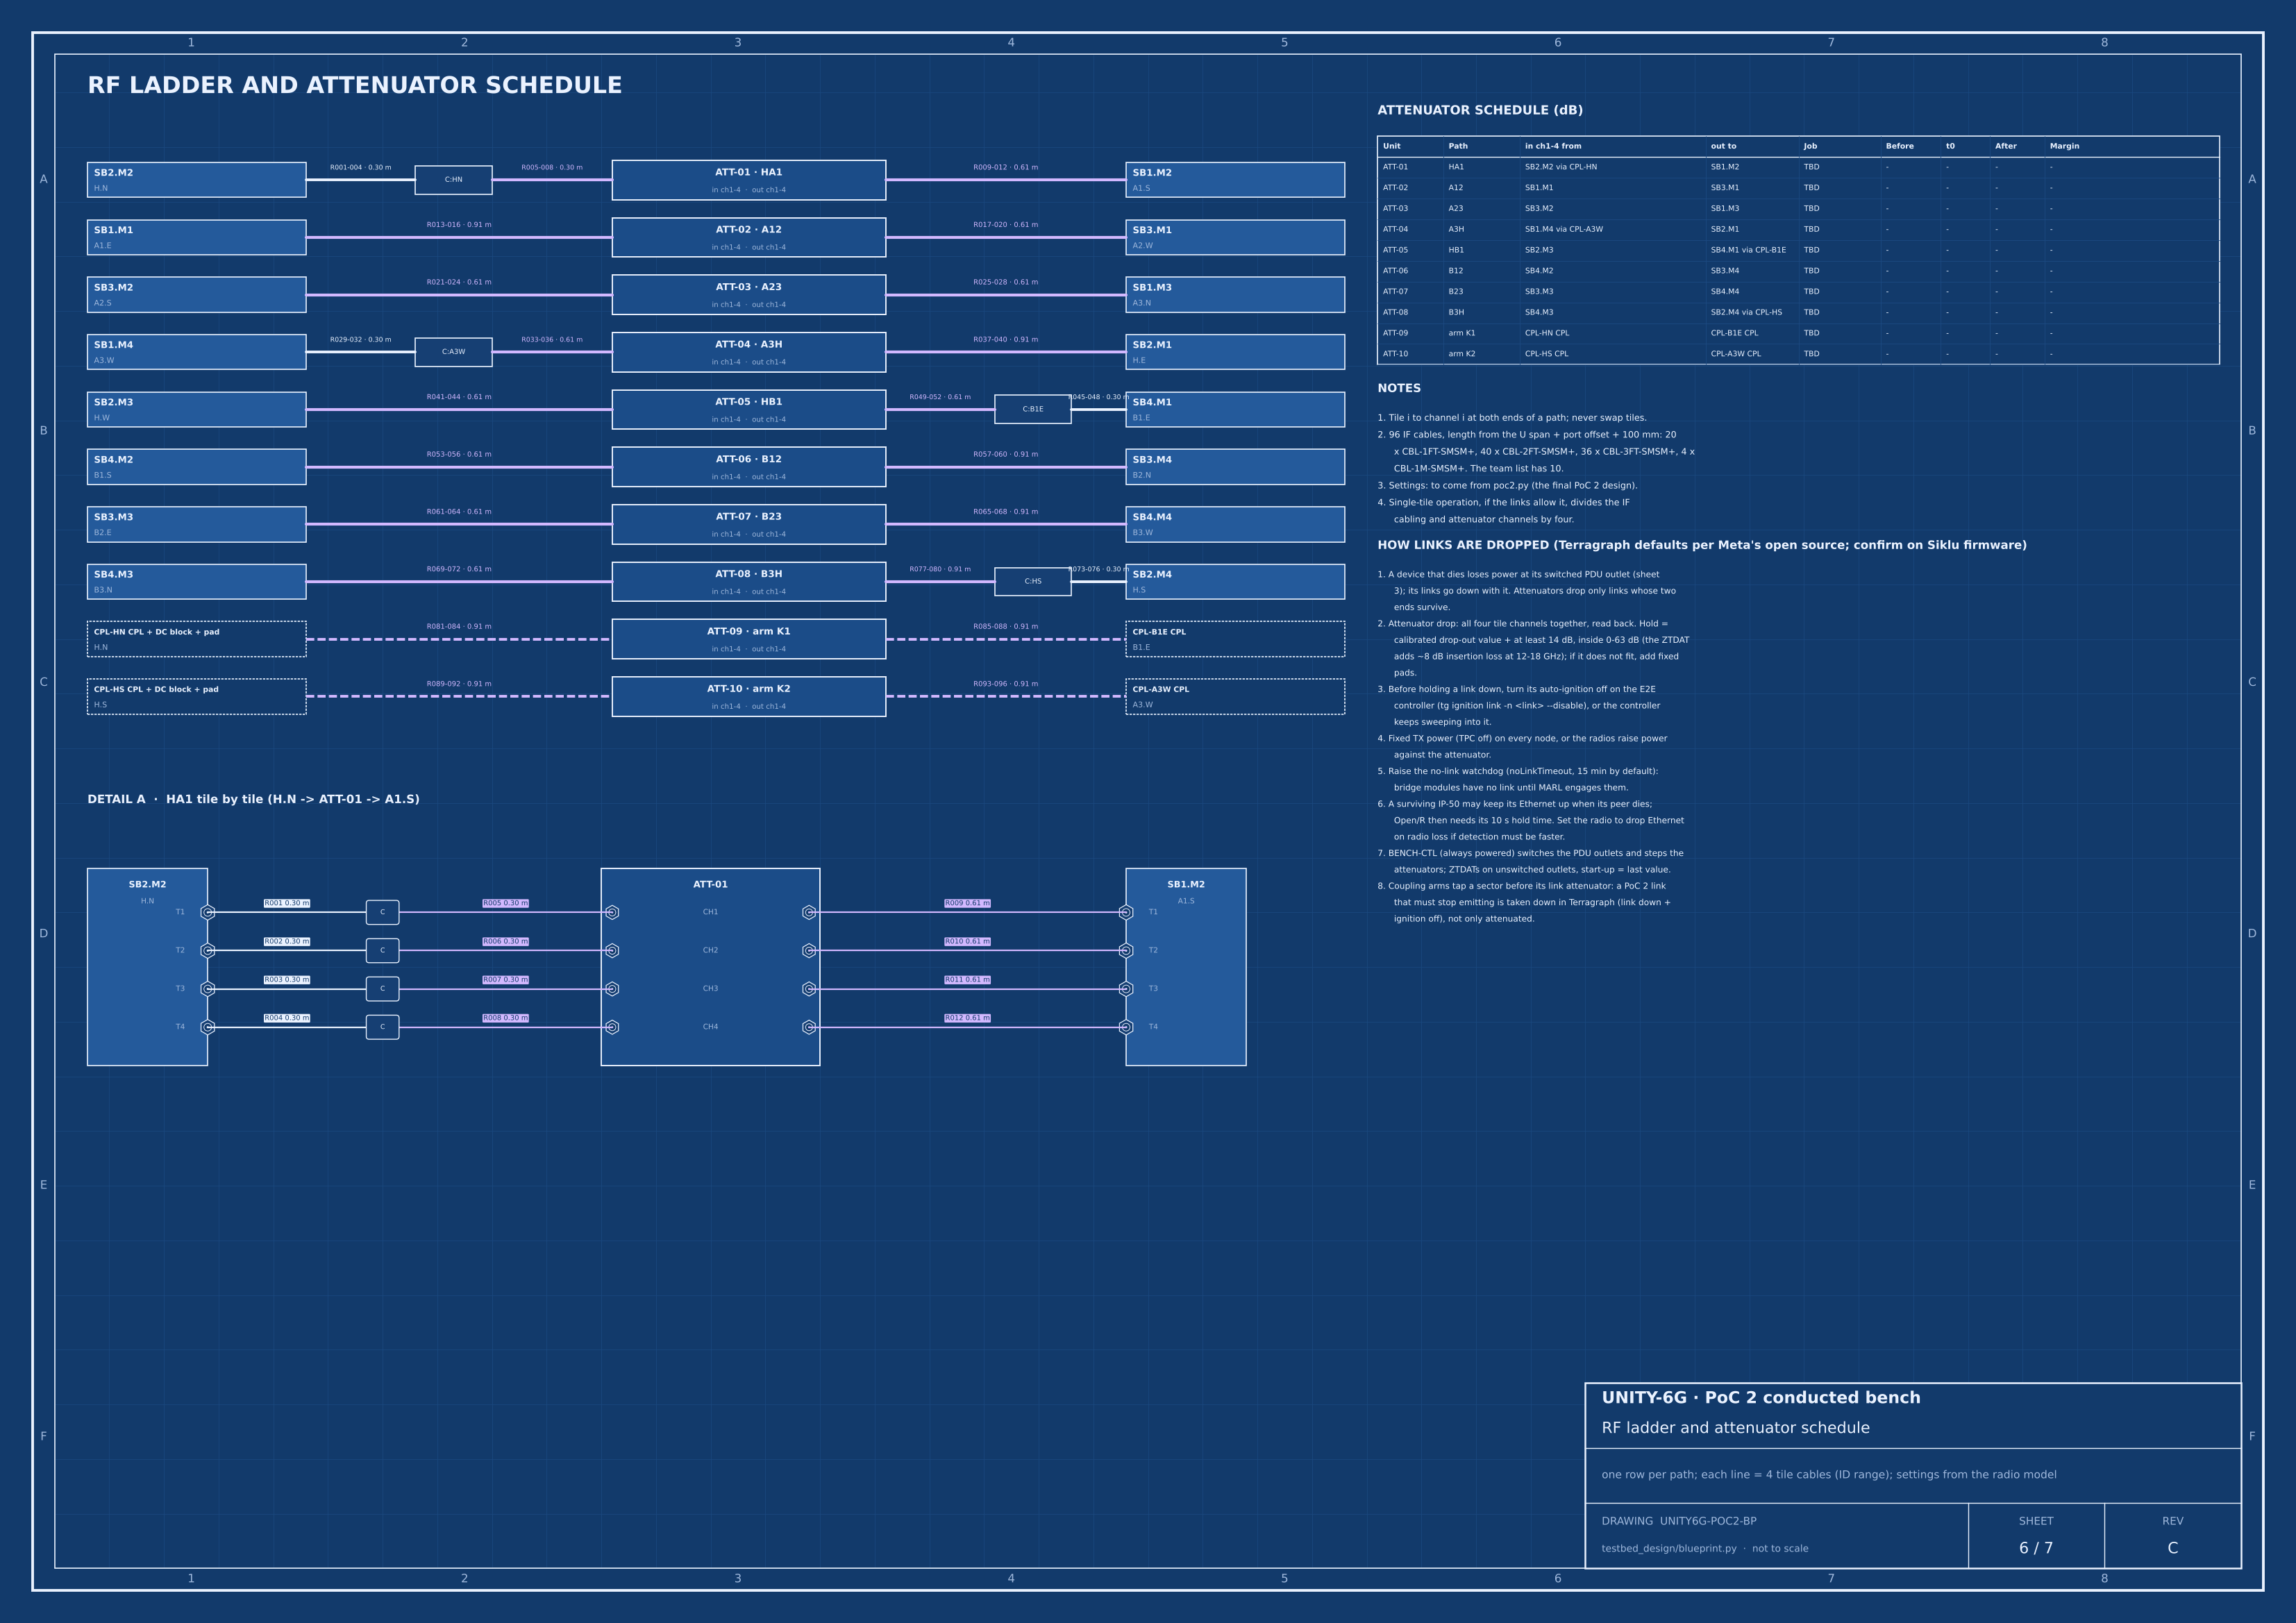 1 2 3 4 5 6 7 8
RF LADDER AND ATTENUATOR SCHEDULE
A
B
C
D
E
F
SB2.M2
H.N
R001-004 · 0.30 m
C:HN
R005-008 · 0.30 m
ATT-01 · HA1
in ch1-4 · out ch1-4
R009-012 · 0.61 m
SB1.M2
A1.S
SB1.M1
A1.E
R013-016 · 0.91 m
ATT-02 · A12
in ch1-4 · out ch1-4
R017-020 · 0.61 m
SB3.M1
A2.W
SB3.M2
A2.S
R021-024 · 0.61 m
ATT-03 · A23
in ch1-4 · out ch1-4
R025-028 · 0.61 m
SB1.M3
A3.N
SB1.M4
A3.W
R029-032 · 0.30 m
C:A3W
R033-036 · 0.61 m
ATT-04 · A3H
in ch1-4 · out ch1-4
R037-040 · 0.91 m
SB2.M1
H.E
SB2.M3
H.W
R041-044 · 0.61 m
ATT-05 · HB1
in ch1-4 · out ch1-4
R049-052 · 0.61 m
C:B1E
R045-048 · 0.30 m
SB4.M1
B1.E
SB4.M2
B1.S
R053-056 · 0.61 m
ATT-06 · B12
in ch1-4 · out ch1-4
R057-060 · 0.91 m
SB3.M4
B2.N
SB3.M3
B2.E
R061-064 · 0.61 m
ATT-07 · B23
in ch1-4 · out ch1-4
R065-068 · 0.91 m
SB4.M4
B3.W
SB4.M3
B3.N
R069-072 · 0.61 m
ATT-08 · B3H
in ch1-4 · out ch1-4
R077-080 · 0.91 m
C:HS
R073-076 · 0.30 m
SB2.M4
H.S
CPL-HN CPL + DC block + pad
H.N
R081-084 · 0.91 m
ATT-09 · arm K1
in ch1-4 · out ch1-4
R085-088 · 0.91 m
CPL-B1E CPL
B1.E
CPL-HS CPL + DC block + pad
H.S
R089-092 · 0.91 m
ATT-10 · arm K2
in ch1-4 · out ch1-4
R093-096 · 0.91 m
CPL-A3W CPL
A3.W
DETAIL A · HA1 tile by tile (H.N -> ATT-01 -> A1.S)
SB2.M2
H.N
ATT-01
SB1.M2
A1.S
T1 R001 0.30 m C R005 0.30 m CH1 R009 0.61 m T1
T2 R002 0.30 m C R006 0.30 m CH2 R010 0.61 m T2
T3 R003 0.30 m C R007 0.30 m CH3 R011 0.61 m T3
T4 R004 0.30 m C R008 0.30 m CH4 R012 0.61 m T4
ATTENUATOR SCHEDULE (dB)
Unit Path in ch1-4 from out to Job Before t0 After Margin
ATT-01 HA1 SB2.M2 via CPL-HN SB1.M2 TBD - - - -
ATT-02 A12 SB1.M1 SB3.M1 TBD - - - -
ATT-03 A23 SB3.M2 SB1.M3 TBD - - - -
ATT-04 A3H SB1.M4 via CPL-A3W SB2.M1 TBD - - - -
ATT-05 HB1 SB2.M3 SB4.M1 via CPL-B1E TBD - - - -
ATT-06 B12 SB4.M2 SB3.M4 TBD - - - -
ATT-07 B23 SB3.M3 SB4.M4 TBD - - - -
ATT-08 B3H SB4.M3 SB2.M4 via CPL-HS TBD - - - -
ATT-09 arm K1 CPL-HN CPL CPL-B1E CPL TBD - - - -
ATT-10 arm K2 CPL-HS CPL CPL-A3W CPL TBD - - - -
NOTES
1. Tile i to channel i at both ends of a path; never swap tiles.
2. 96 IF cables, length from the U span + port offset + 100 mm: 20
x CBL-1FT-SMSM+, 40 x CBL-2FT-SMSM+, 36 x CBL-3FT-SMSM+, 4 x
CBL-1M-SMSM+. The team list has 10.
3. Settings: to come from poc2.py (the final PoC 2 design).
4. Single-tile operation, if the links allow it, divides the IF
cabling and attenuator channels by four.
HOW LINKS ARE DROPPED (Terragraph defaults per Meta's open source; confirm on Siklu firmware)
1. A device that dies loses power at its switched PDU outlet (sheet
3); its links go down with it. Attenuators drop only links whose two
ends survive.
2. Attenuator drop: all four tile channels together, read back. Hold =
calibrated drop-out value + at least 14 dB, inside 0-63 dB (the ZTDAT
adds ~8 dB insertion loss at 12-18 GHz); if it does not fit, add fixed
pads.
3. Before holding a link down, turn its auto-ignition off on the E2E
controller (tg ignition link -n <link> --disable), or the controller
keeps sweeping into it.
4. Fixed TX power (TPC off) on every node, or the radios raise power
against the attenuator.
5. Raise the no-link watchdog (noLinkTimeout, 15 min by default):
bridge modules have no link until MARL engages them.
6. A surviving IP-50 may keep its Ethernet up when its peer dies;
Open/R then needs its 10 s hold time. Set the radio to drop Ethernet
on radio loss if detection must be faster.
7. BENCH-CTL (always powered) switches the PDU outlets and steps the
attenuators; ZTDATs on unswitched outlets, start-up = last value.
8. Coupling arms tap a sector before its link attenuator: a PoC 2 link
that must stop emitting is taken down in Terragraph (link down +
ignition off), not only attenuated.
UNITY-6G · PoC 2 conducted bench
RF ladder and attenuator schedule
one row per path; each line = 4 tile cables (ID range); settings from the radio model
DRAWING UNITY6G-POC2-BP
testbed_design/blueprint.py · not to scale
SHEET
6 / 7
REV
C
A
B
C
D
E
F
1 2 3 4 5 6 7 8